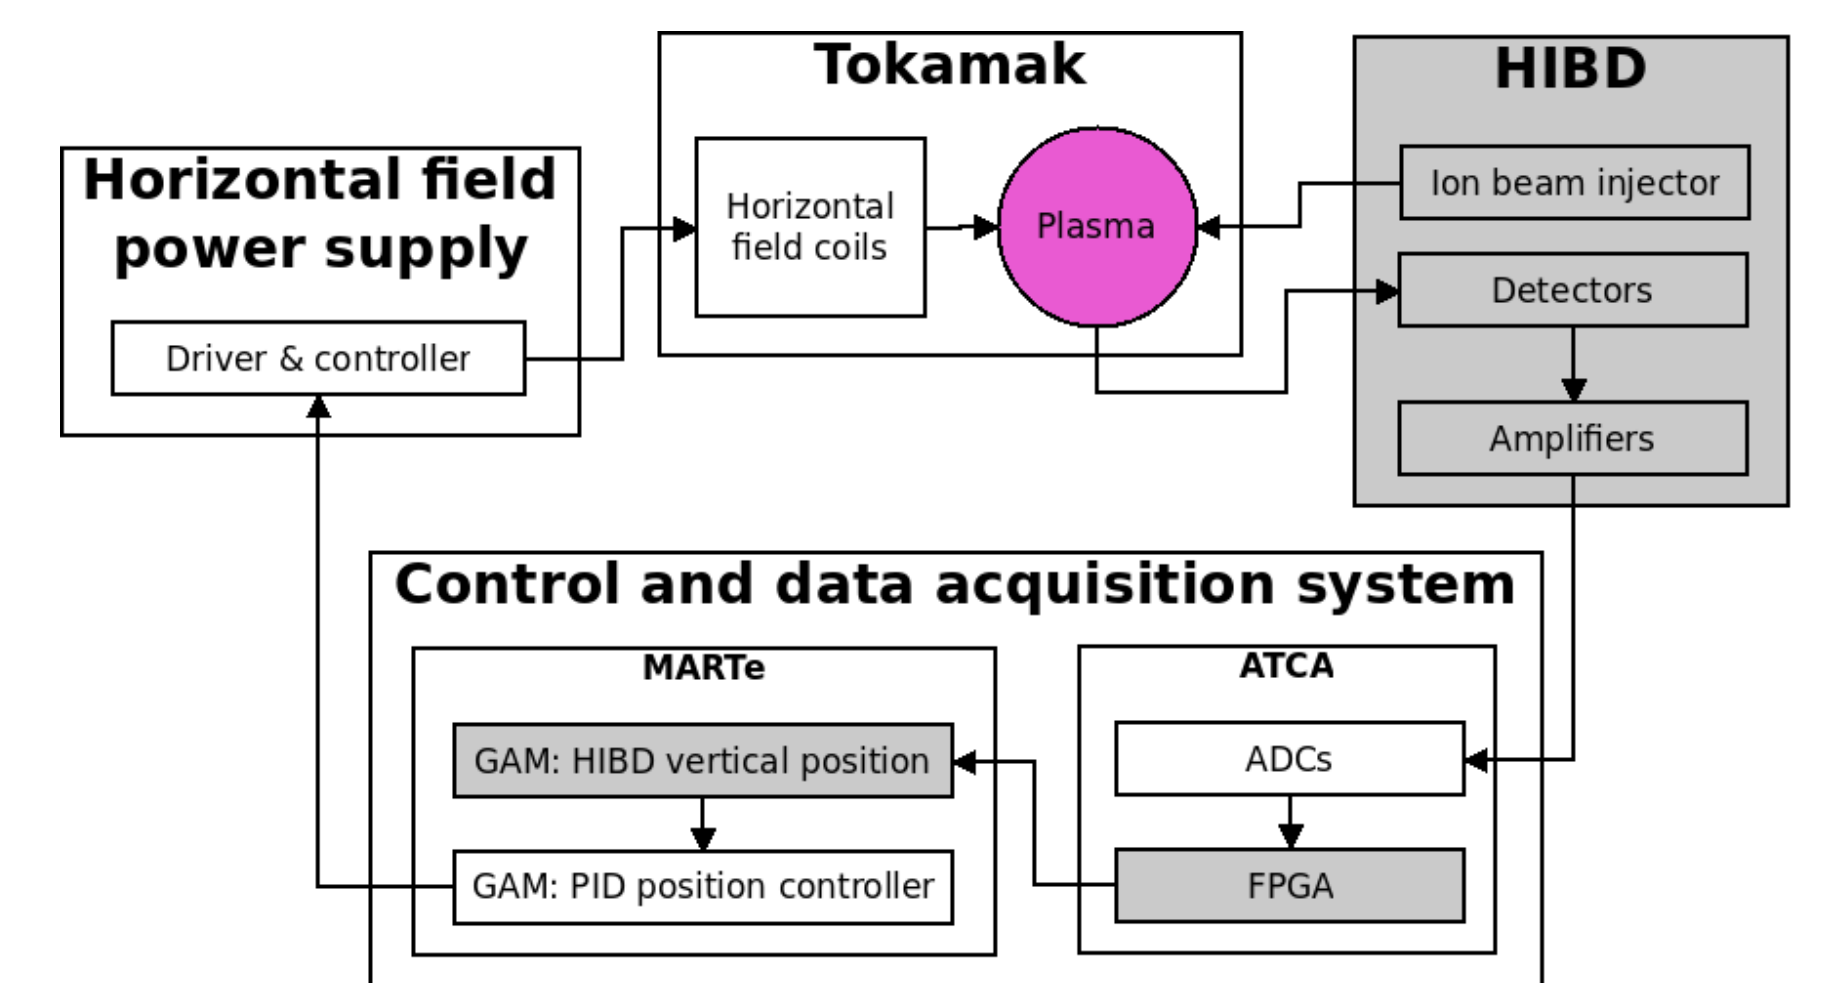 Tokamak
HIBD
Horizontal field
power supply
Horizontal
field coils
Plasma
Ion beam injector
Detectors
Driver & controller
Amplifiers
Control and data acquisition system
MARTe
ATCA
GAM: HIBD vertical position
ADCs
GAM: PID position controller
FPGA